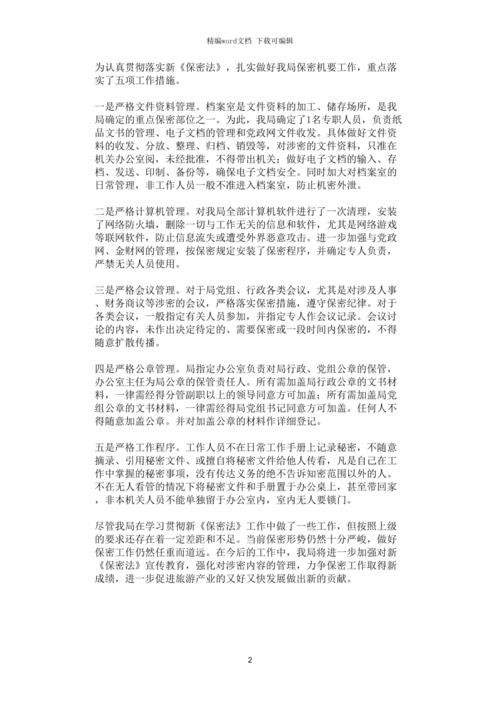 精编word文档 下载可编辑
为认真贯彻落实新《保密法》，扎实做好我局保密机要工作，重点落
实了五项工作措施。
一是严格文件资料管理。档案室是文件资料的加工、储存场所，是我
局确定的重点保密部位之一。为此，我局确定了1名专职人员，负责纸
品文书的管理、电子文档的管理和党政网文件收发。具体做好文件资
料的收发、分放、整理、归档、销毁等，对涉密的文件资料，只准在
机关办公室阅，未经批准，不得带出机关；做好电子文档的输入、存
档、发送、印制、备份等，确保电子文档安全。同时加大对档案室的
日常管理，非工作人员一般不准进入档案室，防止机密外泄。
二是严格计算机管理。对我局全部计算机软件进行了一次清理，安装
了网络防火墙，删除一切与工作无关的信息和软件，尤其是网络游戏
等联网软件，防止信息流失或遭受外界恶意攻击。进一步加强与党政
网、金财网的管理，按保密规定安装了保密程序，并确定专人负责，
严禁无关人员使用。
三是严格会议管理。对于局党组、行政各类会议，尤其是对涉及人事
、财务商议等涉密的会议，严格落实保密措施，遵守保密纪律。对于
各类会议，一般指定有关人员参加，并指定专人作会议记录。会议讨
论的内容，未作出决定待定的、需要保密或一段时间内保密的，不得
随意扩散传播。
四是严格公章管理。局指定办公室负责对局行政、党组公章的保管，
办公室主任为局公章的保管责任人。所有需加盖局行政公章的文书材
料，一律需经得分管副职以上的领导同意方可加盖；所有需加盖局党
组公章的文书材料，一律需经得局党组书记同意方可加盖。任何人不
得随意加盖公章。并对加盖公章的材料作详细登记。
五是严格工作程序。工作人员不在日常工作手册上记录秘密，不随意
摘录、引用秘密文件、或擅自将秘密文件给他人传看，凡是自己在工
作中掌握的秘密事项，没有传达义务的绝不告诉知密范围以外的人。
不在无人看管的情况下将秘密文件和手册置于办公桌上，甚至带回家
，非本机关人员不能单独留于办公室内，室内无人要锁门。
尽管我局在学习贯彻新《保密法》工作中做了一些工作，但按照上级
的要求还存在着一定差距和不足。当前保密形势仍然十分严峻，做好
保密工作仍然任重而道远。在今后的工作中，我局将进一步加强对新
《保密法》宣传教育，强化对涉密内容的管理，力争保密工作取得新
成绩，进一步促进旅游产业的又好又快发展做出新的贡献。
2